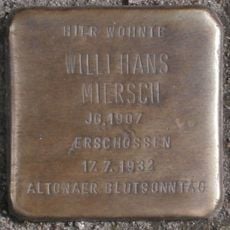 HIER WOHNTE
WILLI HANS
MIERSCH
JG. 1907
ERSCHOSSEN
17.7.1932
ALTONAER BLUTSONNTAG